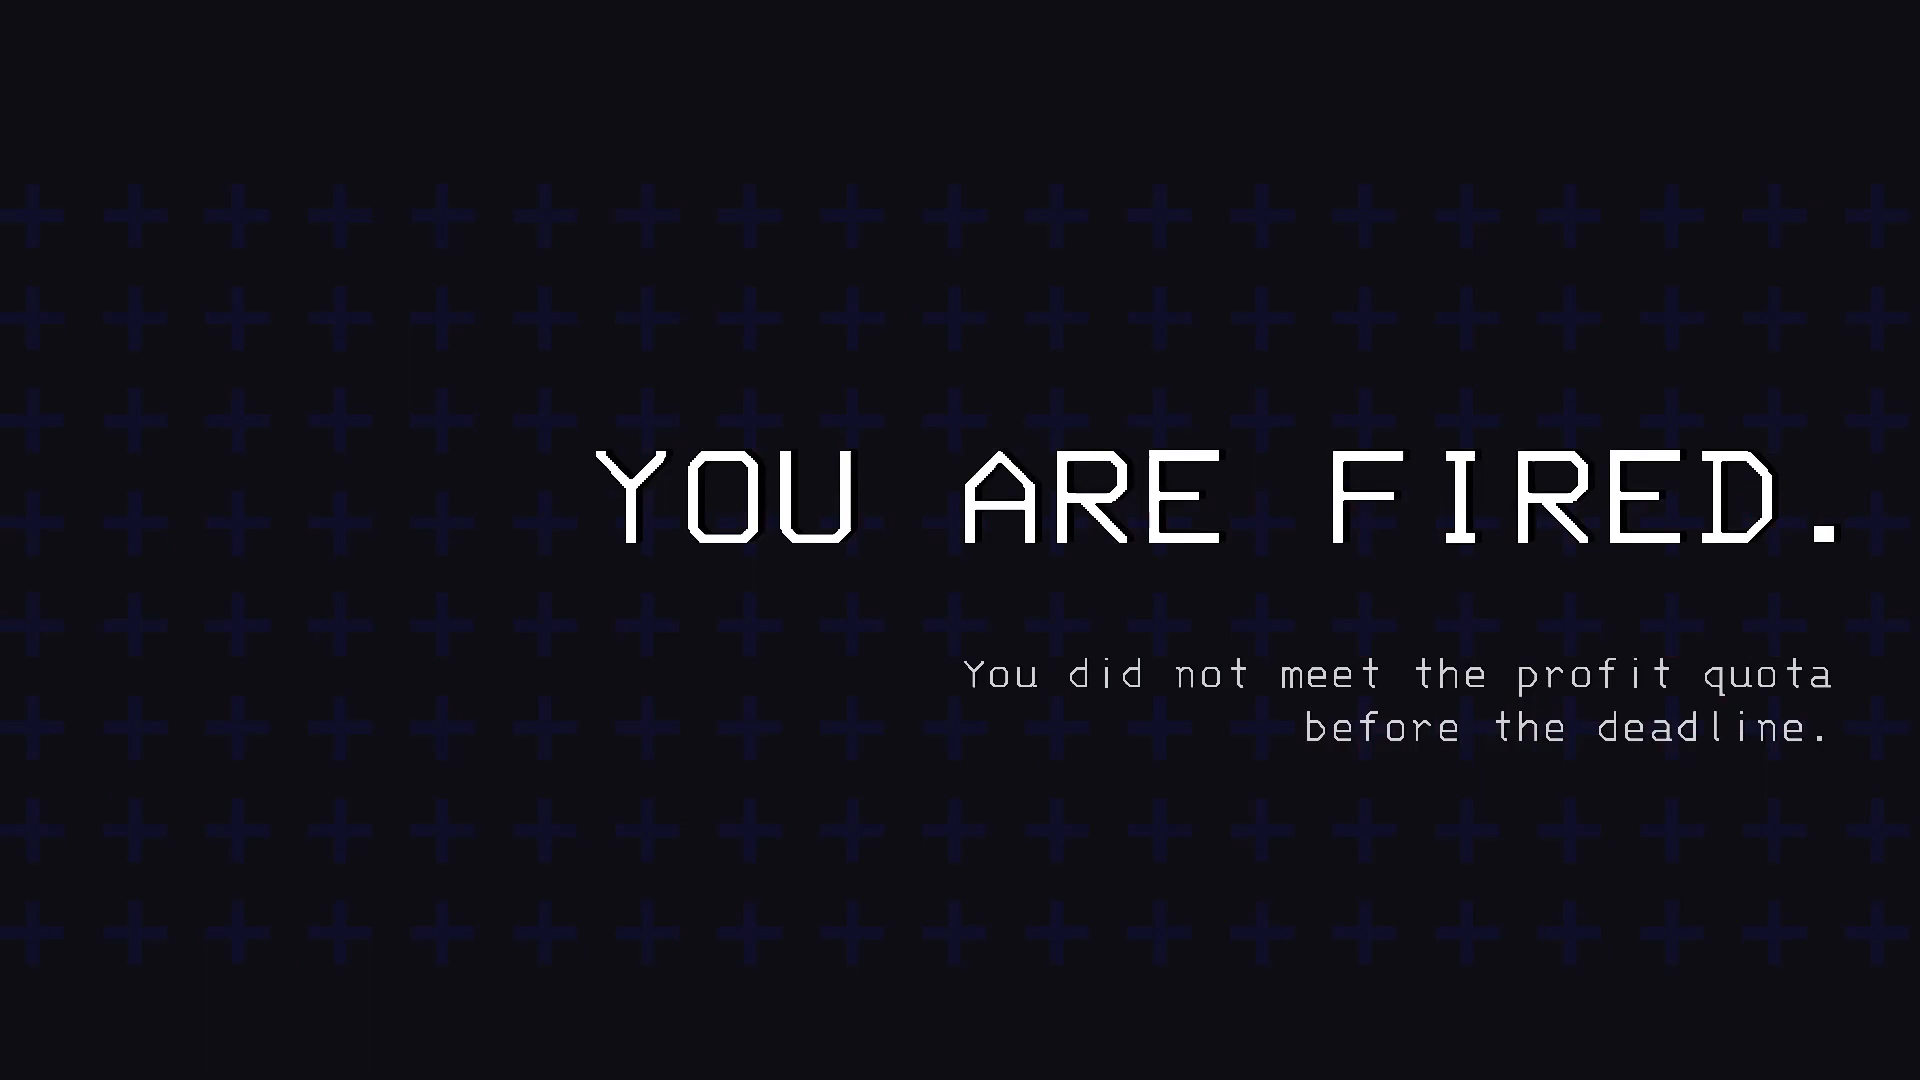 YOU ARE FIRED.
You did not meet the profit quota
before the deadline.